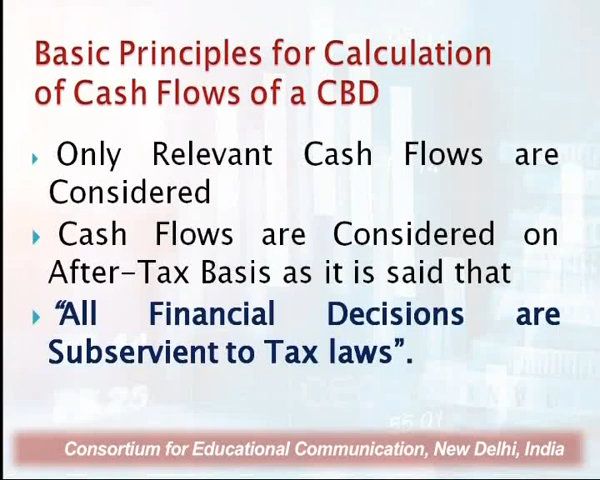 Basic Principles for Calculation
of Cash Flows of a CBD
Only Relevant Cash Flows are
Considered
Cash Flows are Considered on
After-Tax Basis as it is said that
“All Financial Decisions are
Subservient to Tax laws”.
Consortium for Educational Communication, New Delhi, India